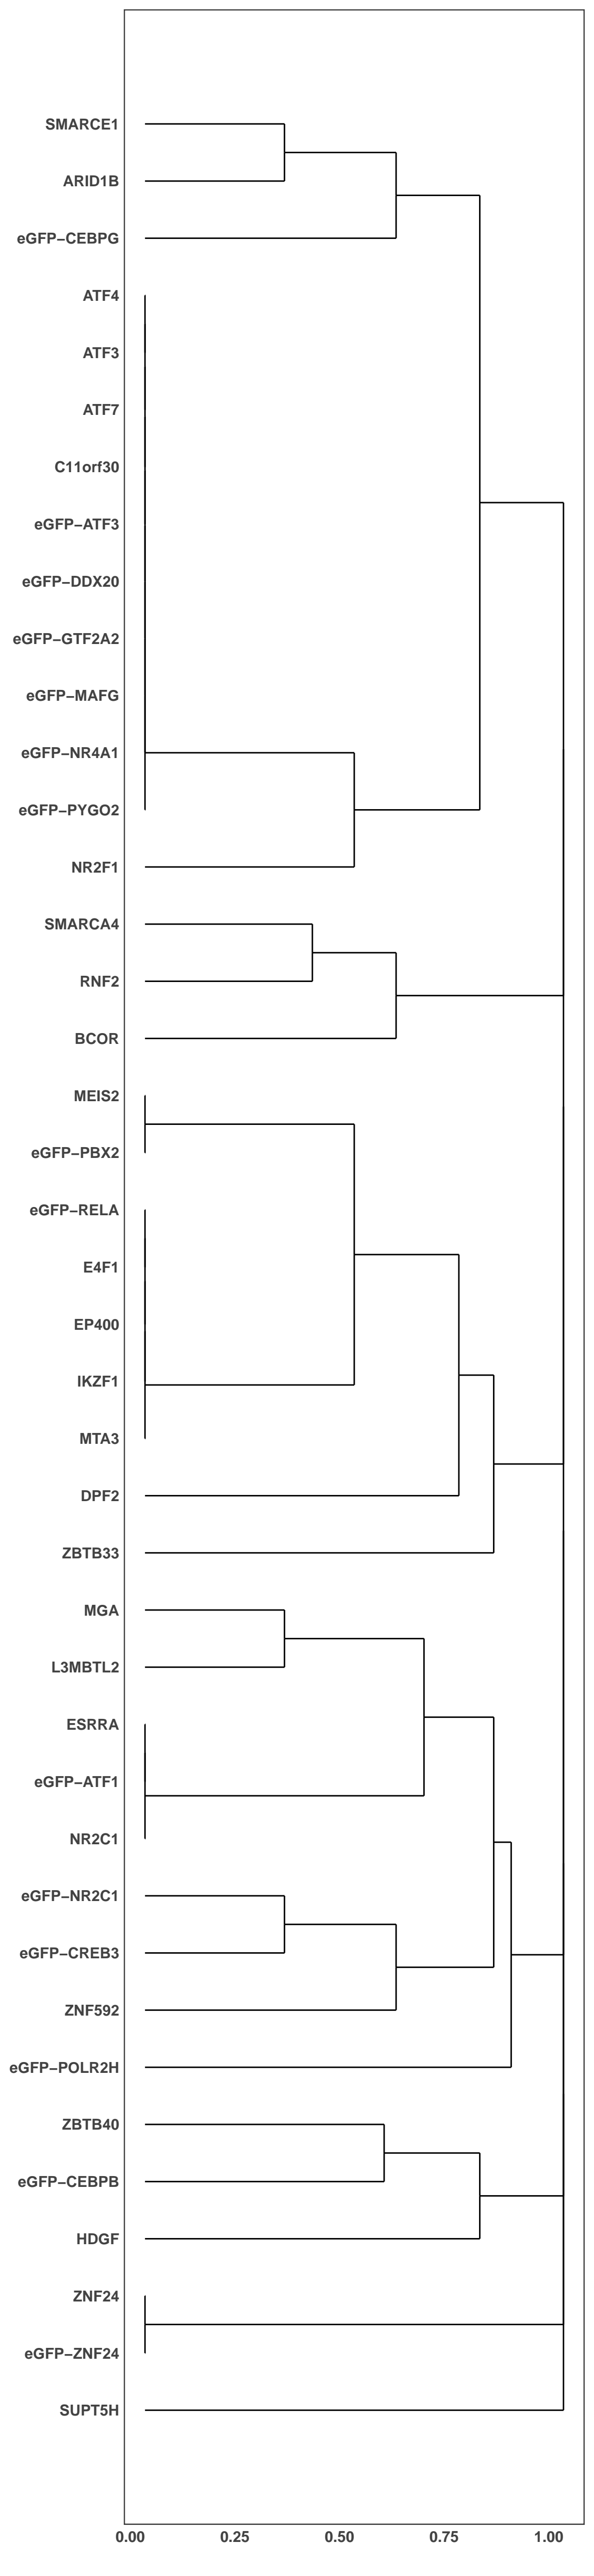 SMARCE1
ARID1B
eGFP–CEBPG
ATF4
ATF3
ATF7
C11orf30
eGFP–ATF3
eGFP–DDX20
eGFP–GTF2A2
eGFP–MAFG
eGFP–NR4A1
eGFP–PYGO2
NR2F1
SMARCA4
RNF2
BCOR
MEIS2
eGFP–PBX2
eGFP–RELA
E4F1
EP400
IKZF1
MTA3
DPF2
ZBTB33
MGA
L3MBTL2
ESRRA
eGFP–ATF1
NR2C1
eGFP–NR2C1
eGFP–CREB3
ZNF592
eGFP–POLR2H
ZBTB40
eGFP–CEBPB
HDGF
ZNF24
eGFP–ZNF24
SUPT5H
0.00 0.25 0.50 0.75 1.00